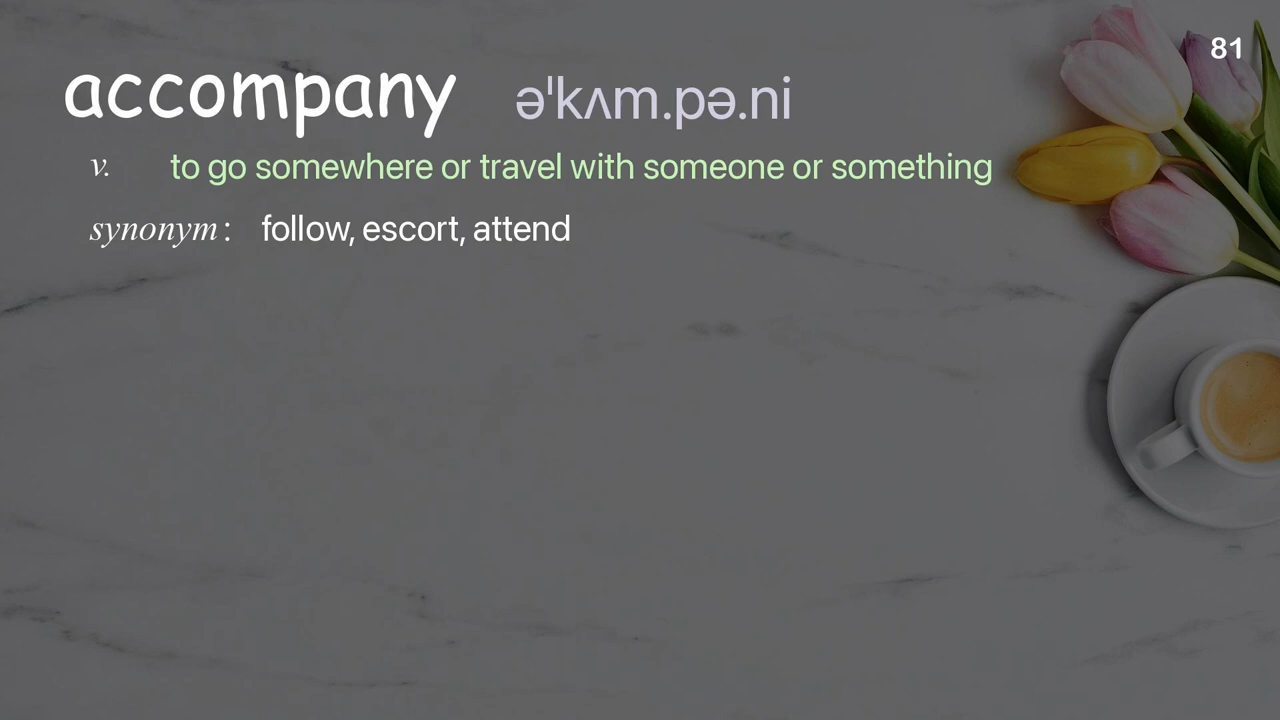 81
accompany əˈkʌm.pə.ni
v. to go somewhere or travel with someone or something
synonym: follow, escort, attend